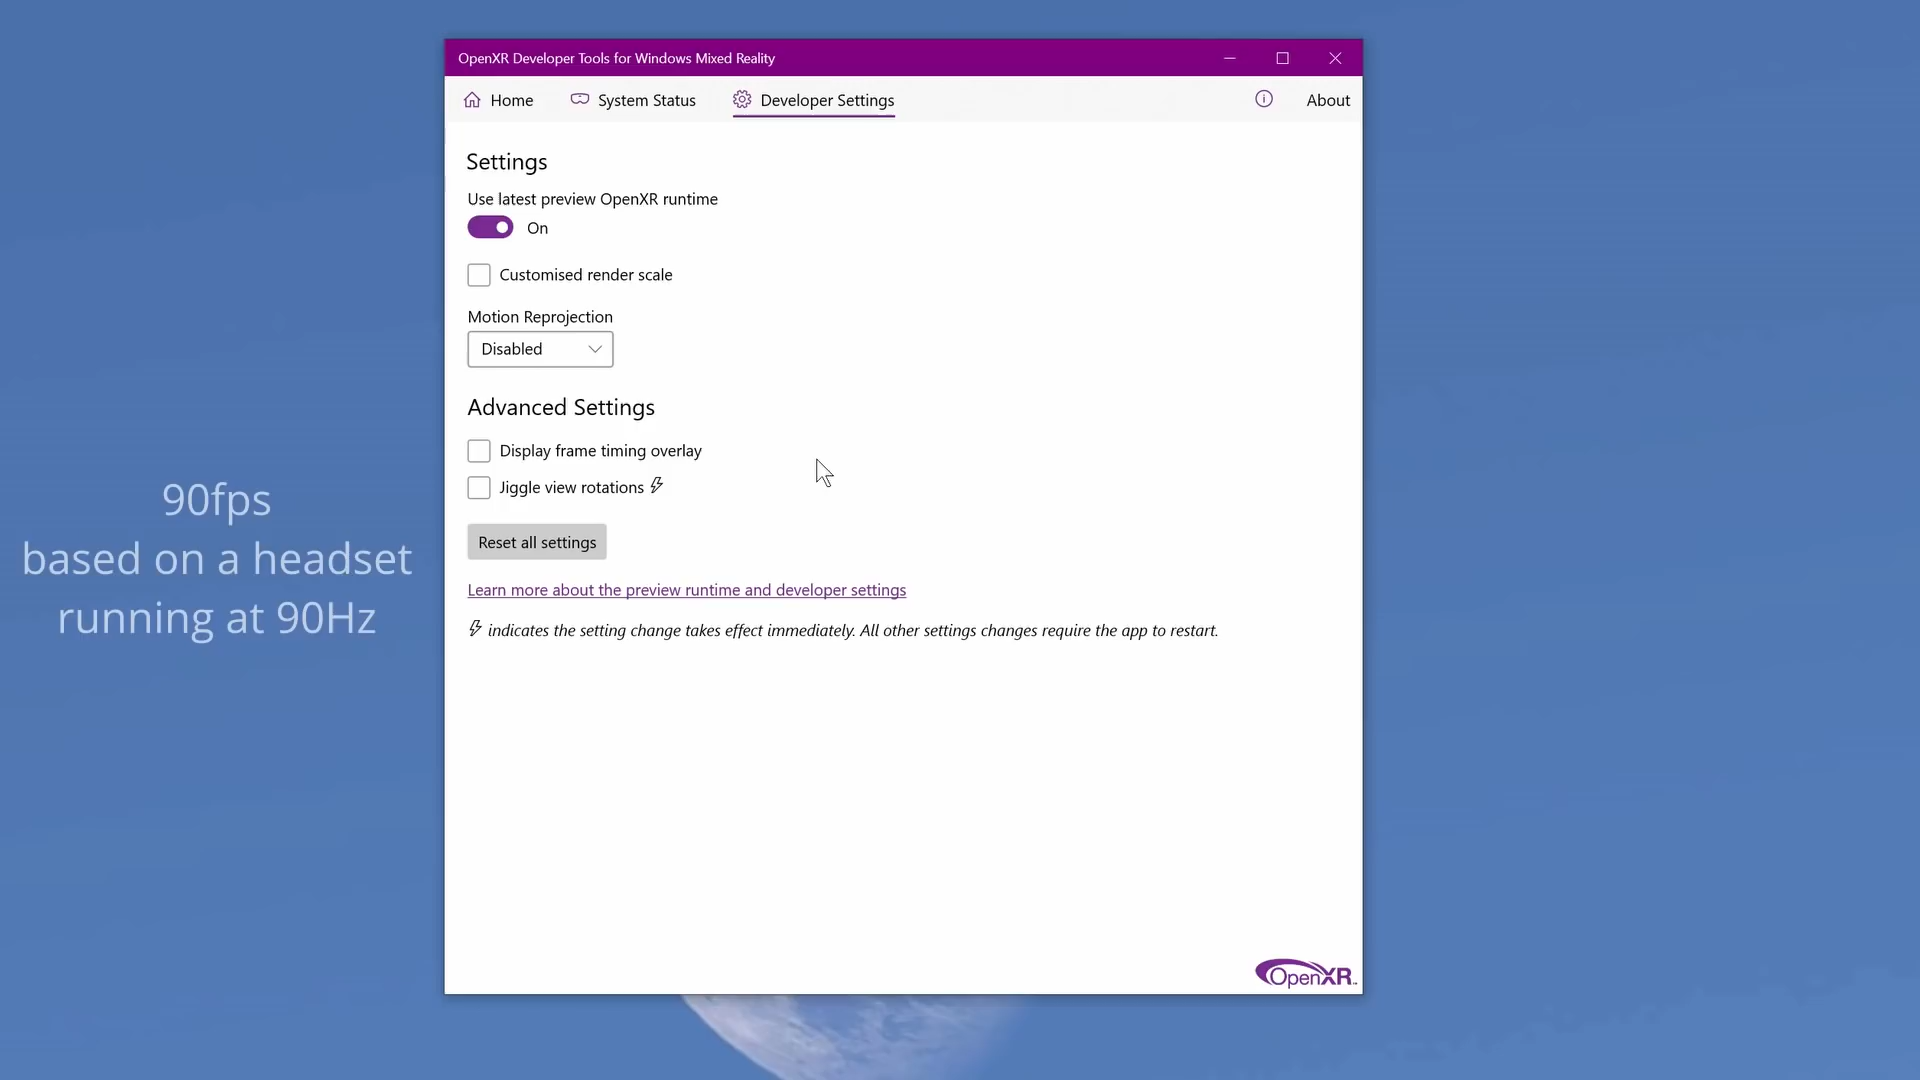 OpenXR Developer Tools for Windows Mixed Reality
Home System Status Developer Settings About
Settings
Use latest preview OpenXR runtime
On
Customised render scale
Motion Reprojection
Disabled
Advanced Settings
Display frame timing overlay
Jiggle view rotations
Reset all settings
Learn more about the preview runtime and developer settings
indicates the setting change takes effect immediately. All other settings changes require the app to restart.
90fps
based on a headset
running at 90Hz
OpenXR